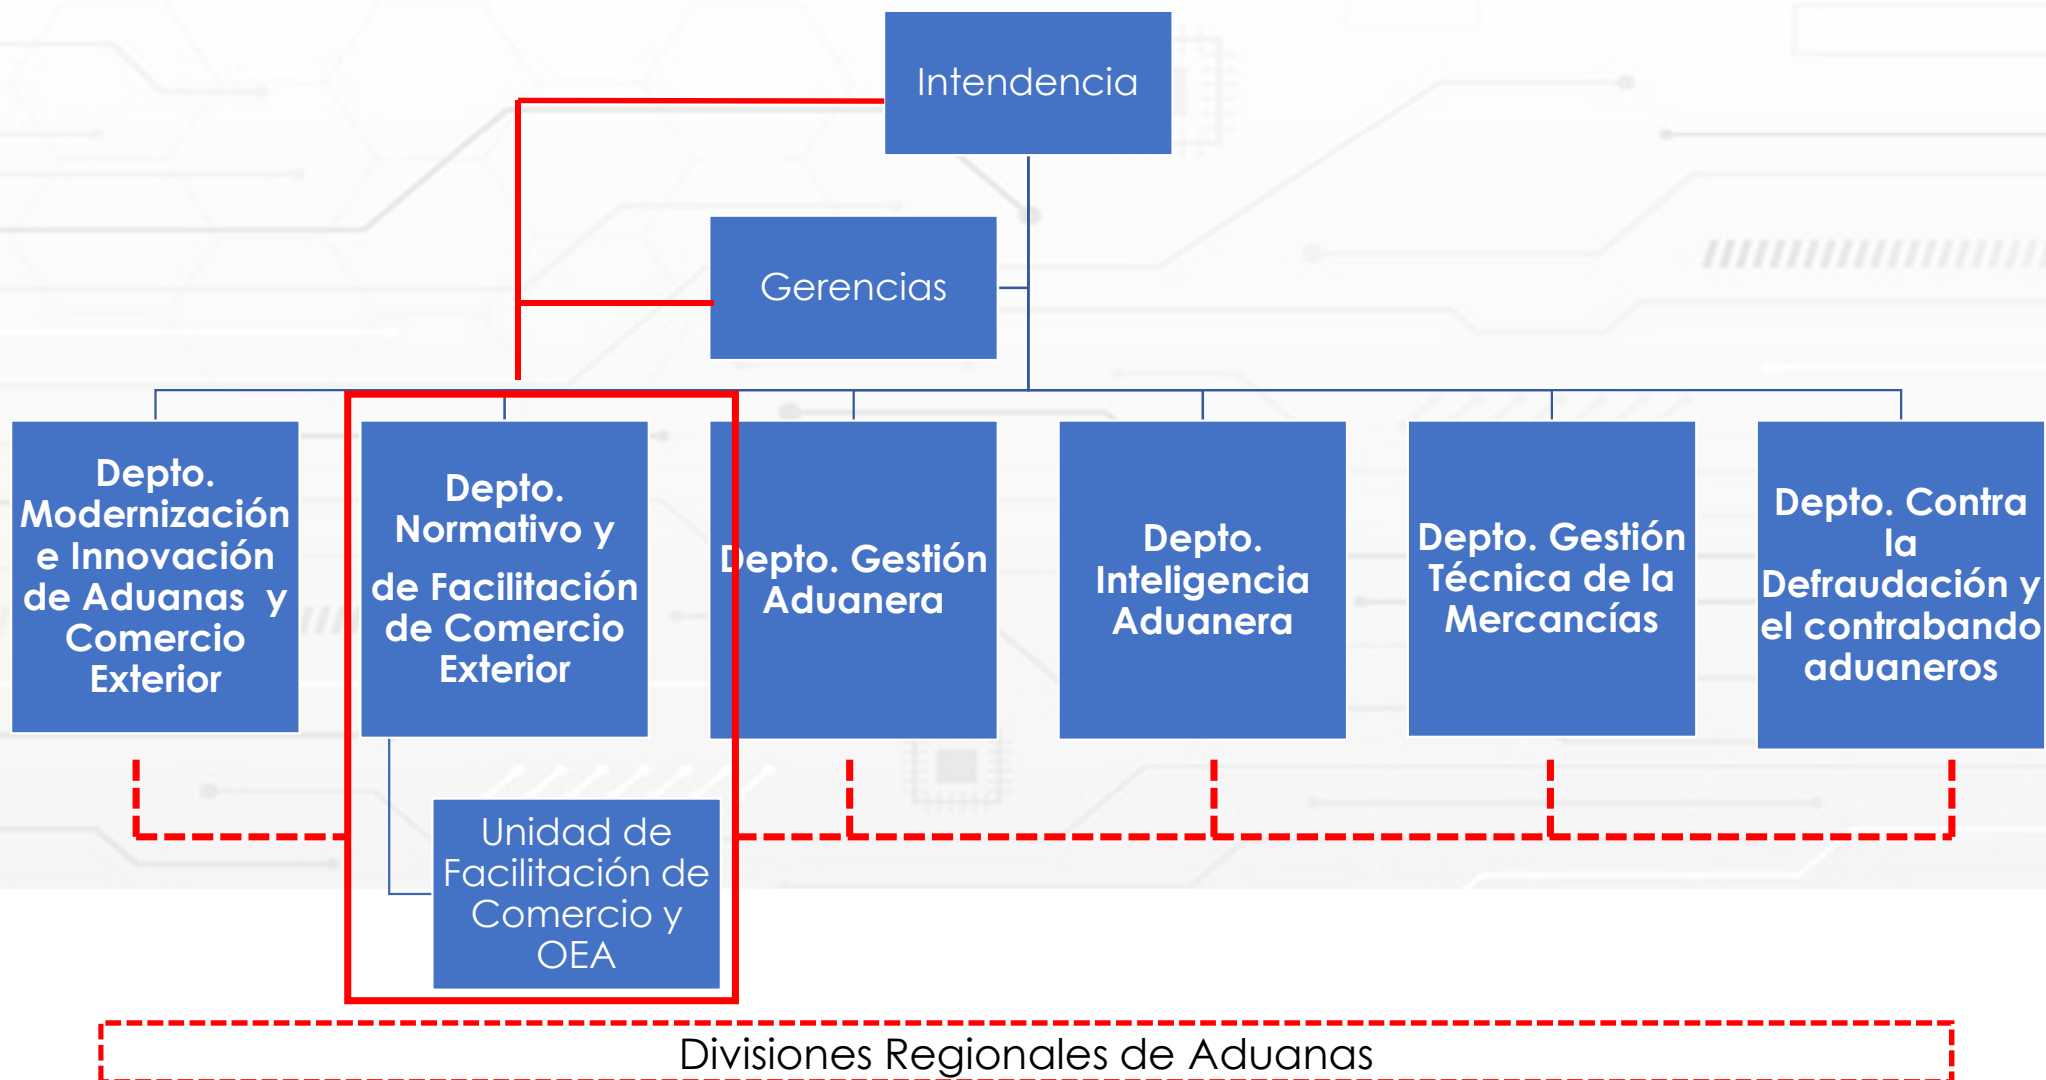 Intendencia
Gerencias
Depto.
Modernización
e Innovación
de Aduanas y
Comercio
Exterior
Depto.
Normativo y
de Facilitación
de Comercio
Exterior
Depto. Gestión
Aduanera
Depto.
Inteligencia
Aduanera
Depto. Gestión
Técnica de la
Mercancías
Depto. Contra
la
Defraudación y
el contrabando
aduaneros
Unidad de
Facilitación de
Comercio y
OEA
Divisiones Regionales de Aduanas